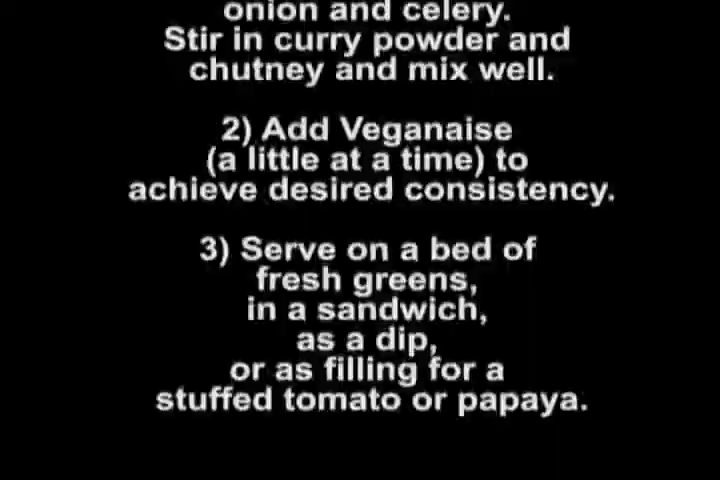 onion and celery.
Stir in curry powder and
chutney and mix well.
2) Add Veganaise
(a little at a time) to
achieve desired consistency.
3) Serve on a bed of
fresh greens,
in a sandwich,
as a dip,
or as filling for a
stuffed tomato or papaya.